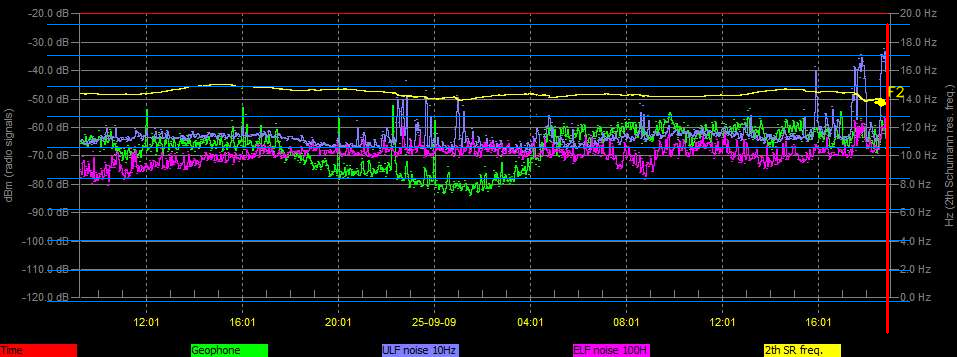 -20.0 dB 20.0 Hz
-30.0 dB 18.0 Hz
-40.0 dB 16.0 Hz
-50.0 dB 14.0 Hz
F2
-60.0 dB 12.0 Hz
-70.0 dB 10.0 Hz
-80.0 dB 8.0 Hz
-90.0 dB 6.0 Hz
-100.0 dB 4.0 Hz
-110.0 dB 2.0 Hz
-120.0 dB 0.0 Hz
dBm (radio signals)
Hz (2th Schumann res. freq.)
12:01 16:01 20:01 25-09-09 04:01 08:01 12:01 16:01
Time Geophone ULF noise 10Hz ELF noise 100H 2th SR freq.